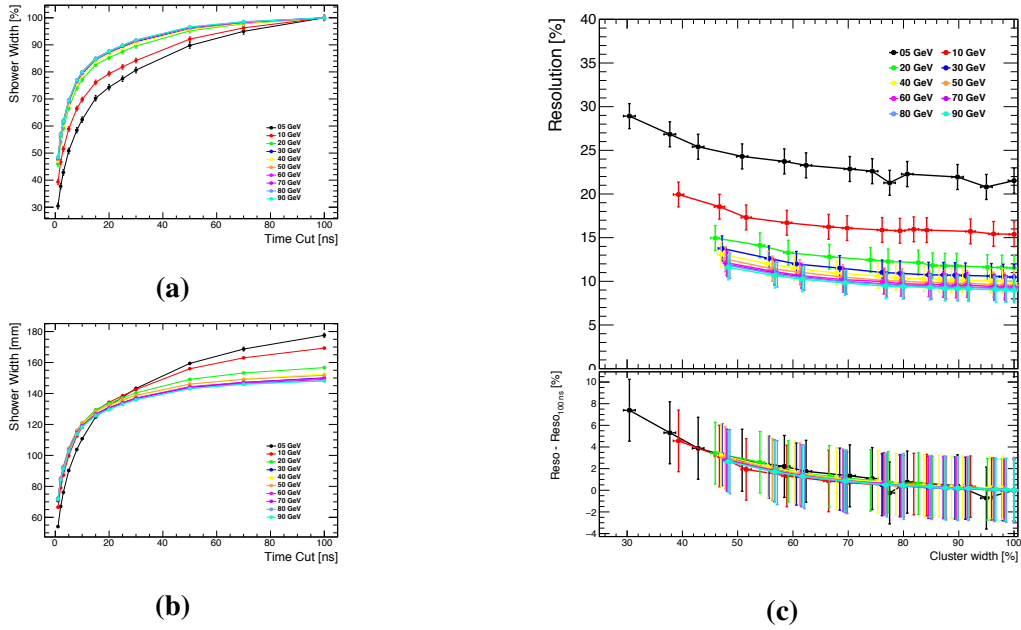 Shower Width [%]
100
90
80
70
60
50
40
30
05 GeV
10 GeV
20 GeV
30 GeV
40 GeV
50 GeV
60 GeV
70 GeV
80 GeV
90 GeV
0 20 40 60 80 100
Time Cut [ns]
(a)
Shower Width [mm]
180
160
140
120
100
80
60
05 GeV
10 GeV
20 GeV
30 GeV
40 GeV
50 GeV
60 GeV
70 GeV
80 GeV
90 GeV
0 20 40 60 80 100
Time Cut [ns]
(b)
Resolution [%]
40
35
30
25
20
15
10
5
0
05 GeV 10 GeV
20 GeV 30 GeV
40 GeV 50 GeV
60 GeV 70 GeV
80 GeV 90 GeV
Reso - Reso100 ns [%]
10
8
6
4
2
0
−2
−4
30 40 50 60 70 80 90 100
Cluster width [%]
(c)